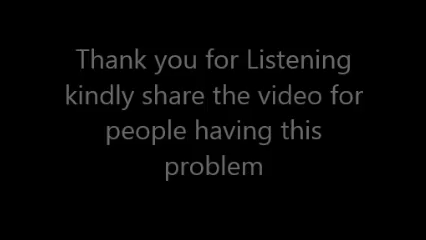 Thank you for Listening
kindly share the video for
people having this
problem